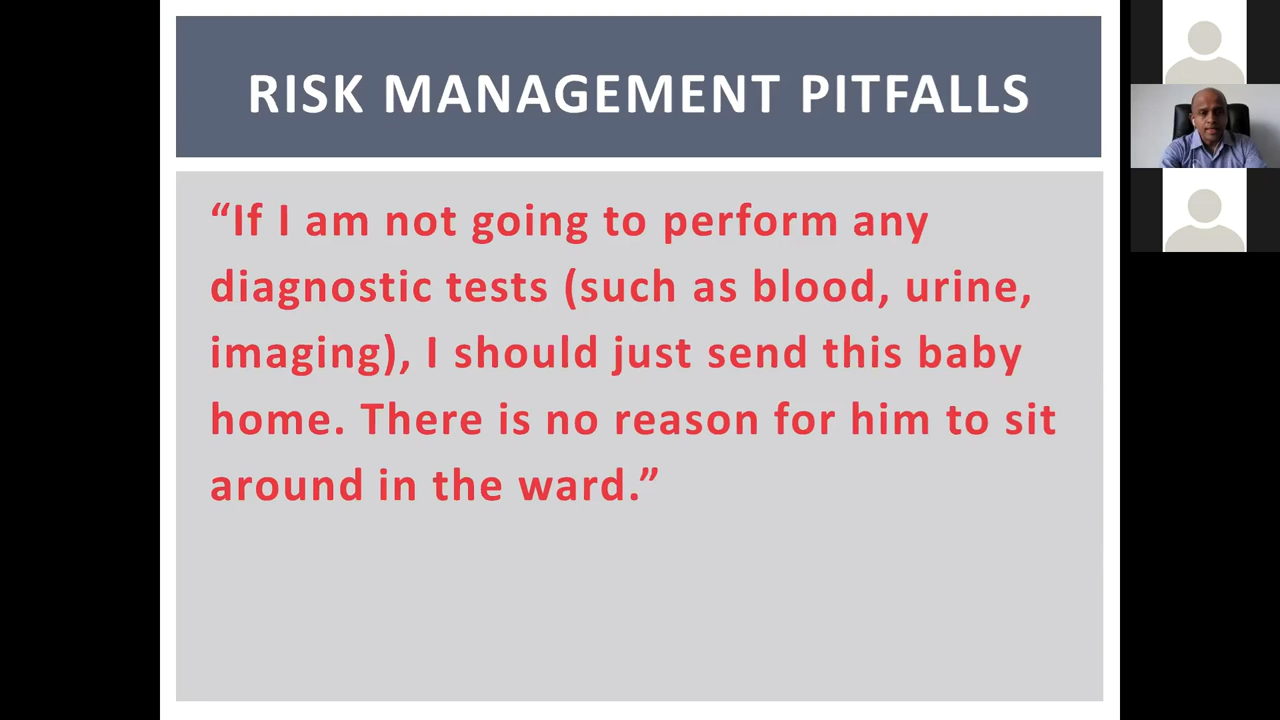 RISK MANAGEMENT PITFALLS
“If I am not going to perform any
diagnostic tests (such as blood, urine,
imaging), I should just send this baby
home. There is no reason for him to sit
around in the ward.”